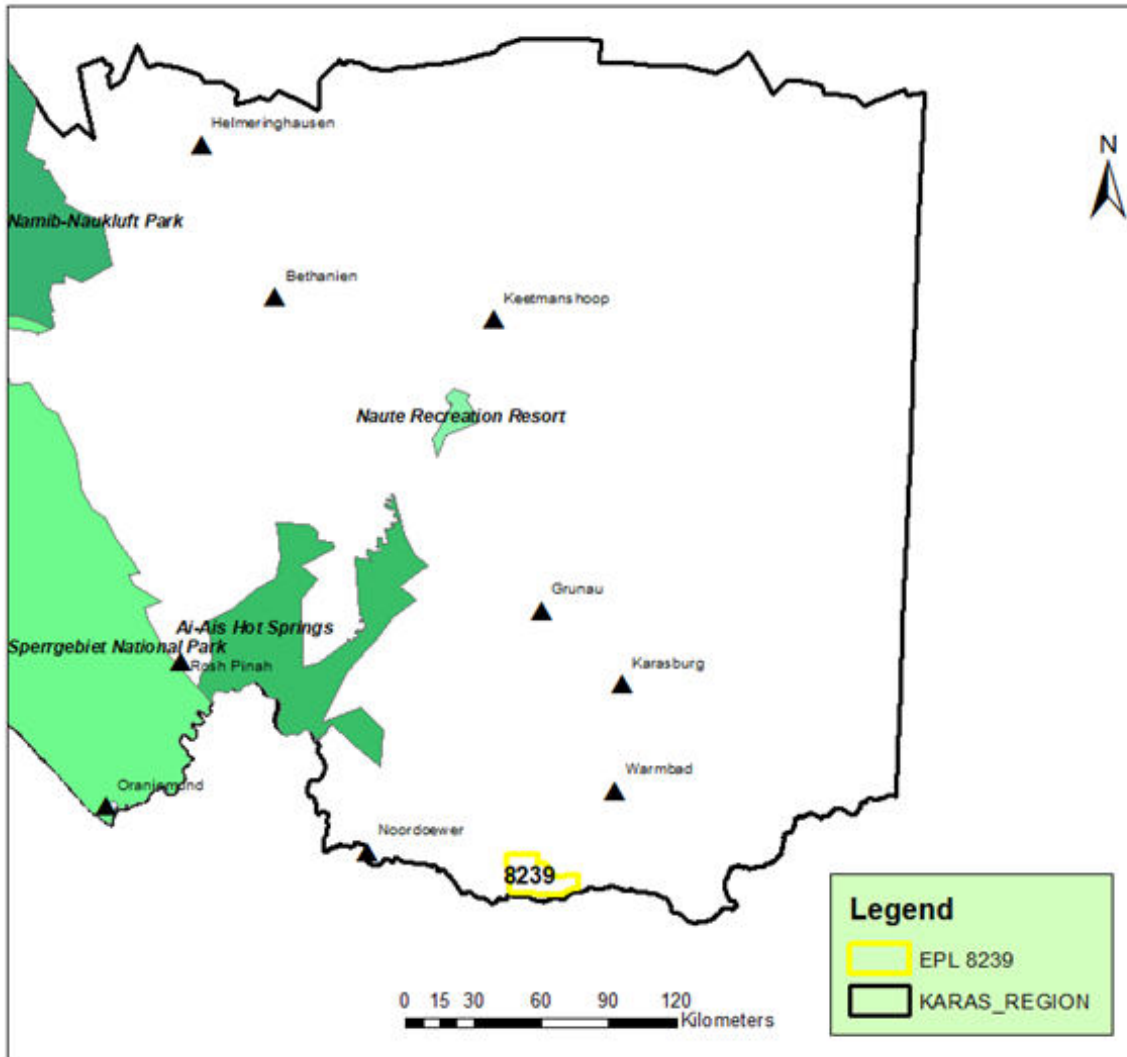 Helmeringhausen
N
Namib-Naukluft Park
Bethanien
Keetmanshoop
Naute Recreation Resort
Grunau
Ai-Ais Hot Springs
Sperrgebiet National Park
Rosh Pinah
Karasburg
Oranjemund
Warmbad
Noordoewer
8239
Legend
EPL 8239
KARAS_REGION
0 15 30 60 90 120
Kilometers